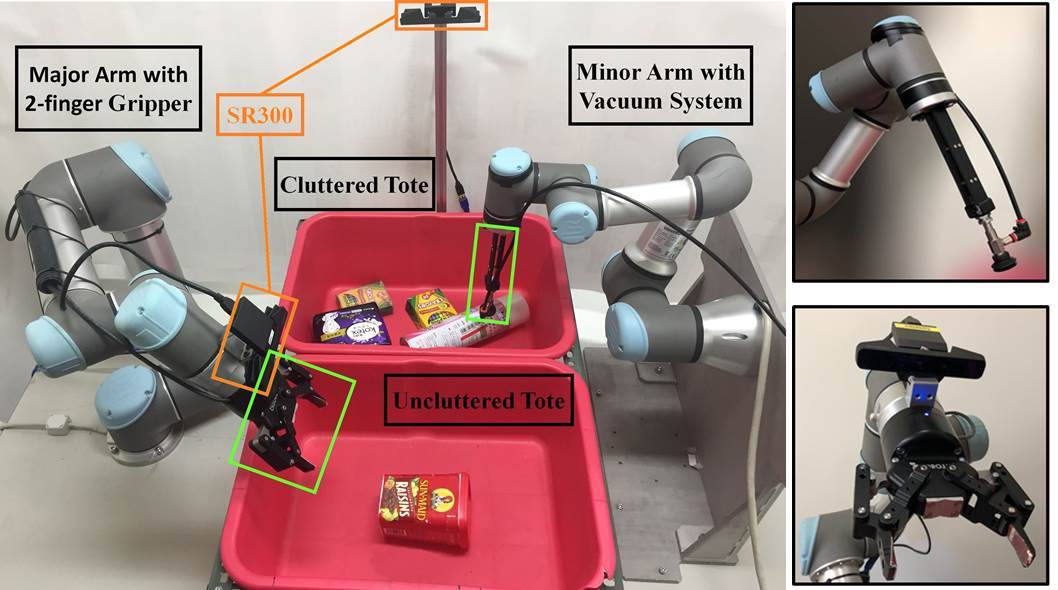 Major Arm with
2-finger Gripper
SR300
Minor Arm with
Vacuum System
Cluttered Tote
kotex
Uncluttered Tote
SUN-MAID
RAISINS